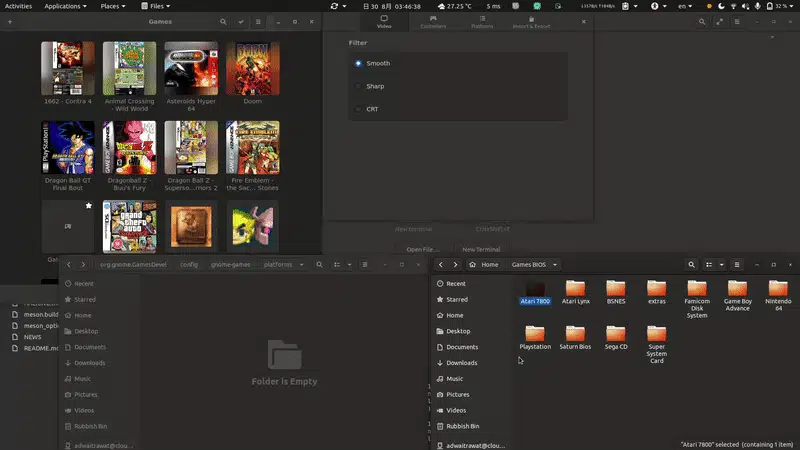 Activities Applications Places Files 日 30 8月 03:46:38 27.25 °C 5 ms en 32 %
Games
Video Controllers Platforms Import & Export
Filter
Smooth
Sharp
CRT
1662 - Contra 4
Animal Crossing - Wild World
Asteroids Hyper 64
Doom
Dragon Ball GT Final Bout
Dragonball Z - Buu's Fury
Dragon Ball Z - Superso...rriors 2
Fire Emblem - the Sac... Stones
New Terminal Ctrl+Shift+T
Open File... New Terminal
org.gnome.GamesDevel config gnome-games platforms
Recent
Starred
Home
Desktop
Documents
Downloads
Music
Pictures
Videos
Rubbish Bin
adwaitrawat@clou...
Folder is Empty
meson.build
meson_optio
NEWS
README.md
Home Games BIOS
Recent
Starred
Home
Desktop
Documents
Downloads
Music
Pictures
Videos
Rubbish Bin
adwaitrawat@clou...
Atari 7800
Atari Lynx
BSNES
extras
Famicom Disk System
Game Boy Advance
Nintendo 64
Playstation
Saturn Bios
Sega CD
Super System Card
"Atari 7800" selected (containing 1 item)